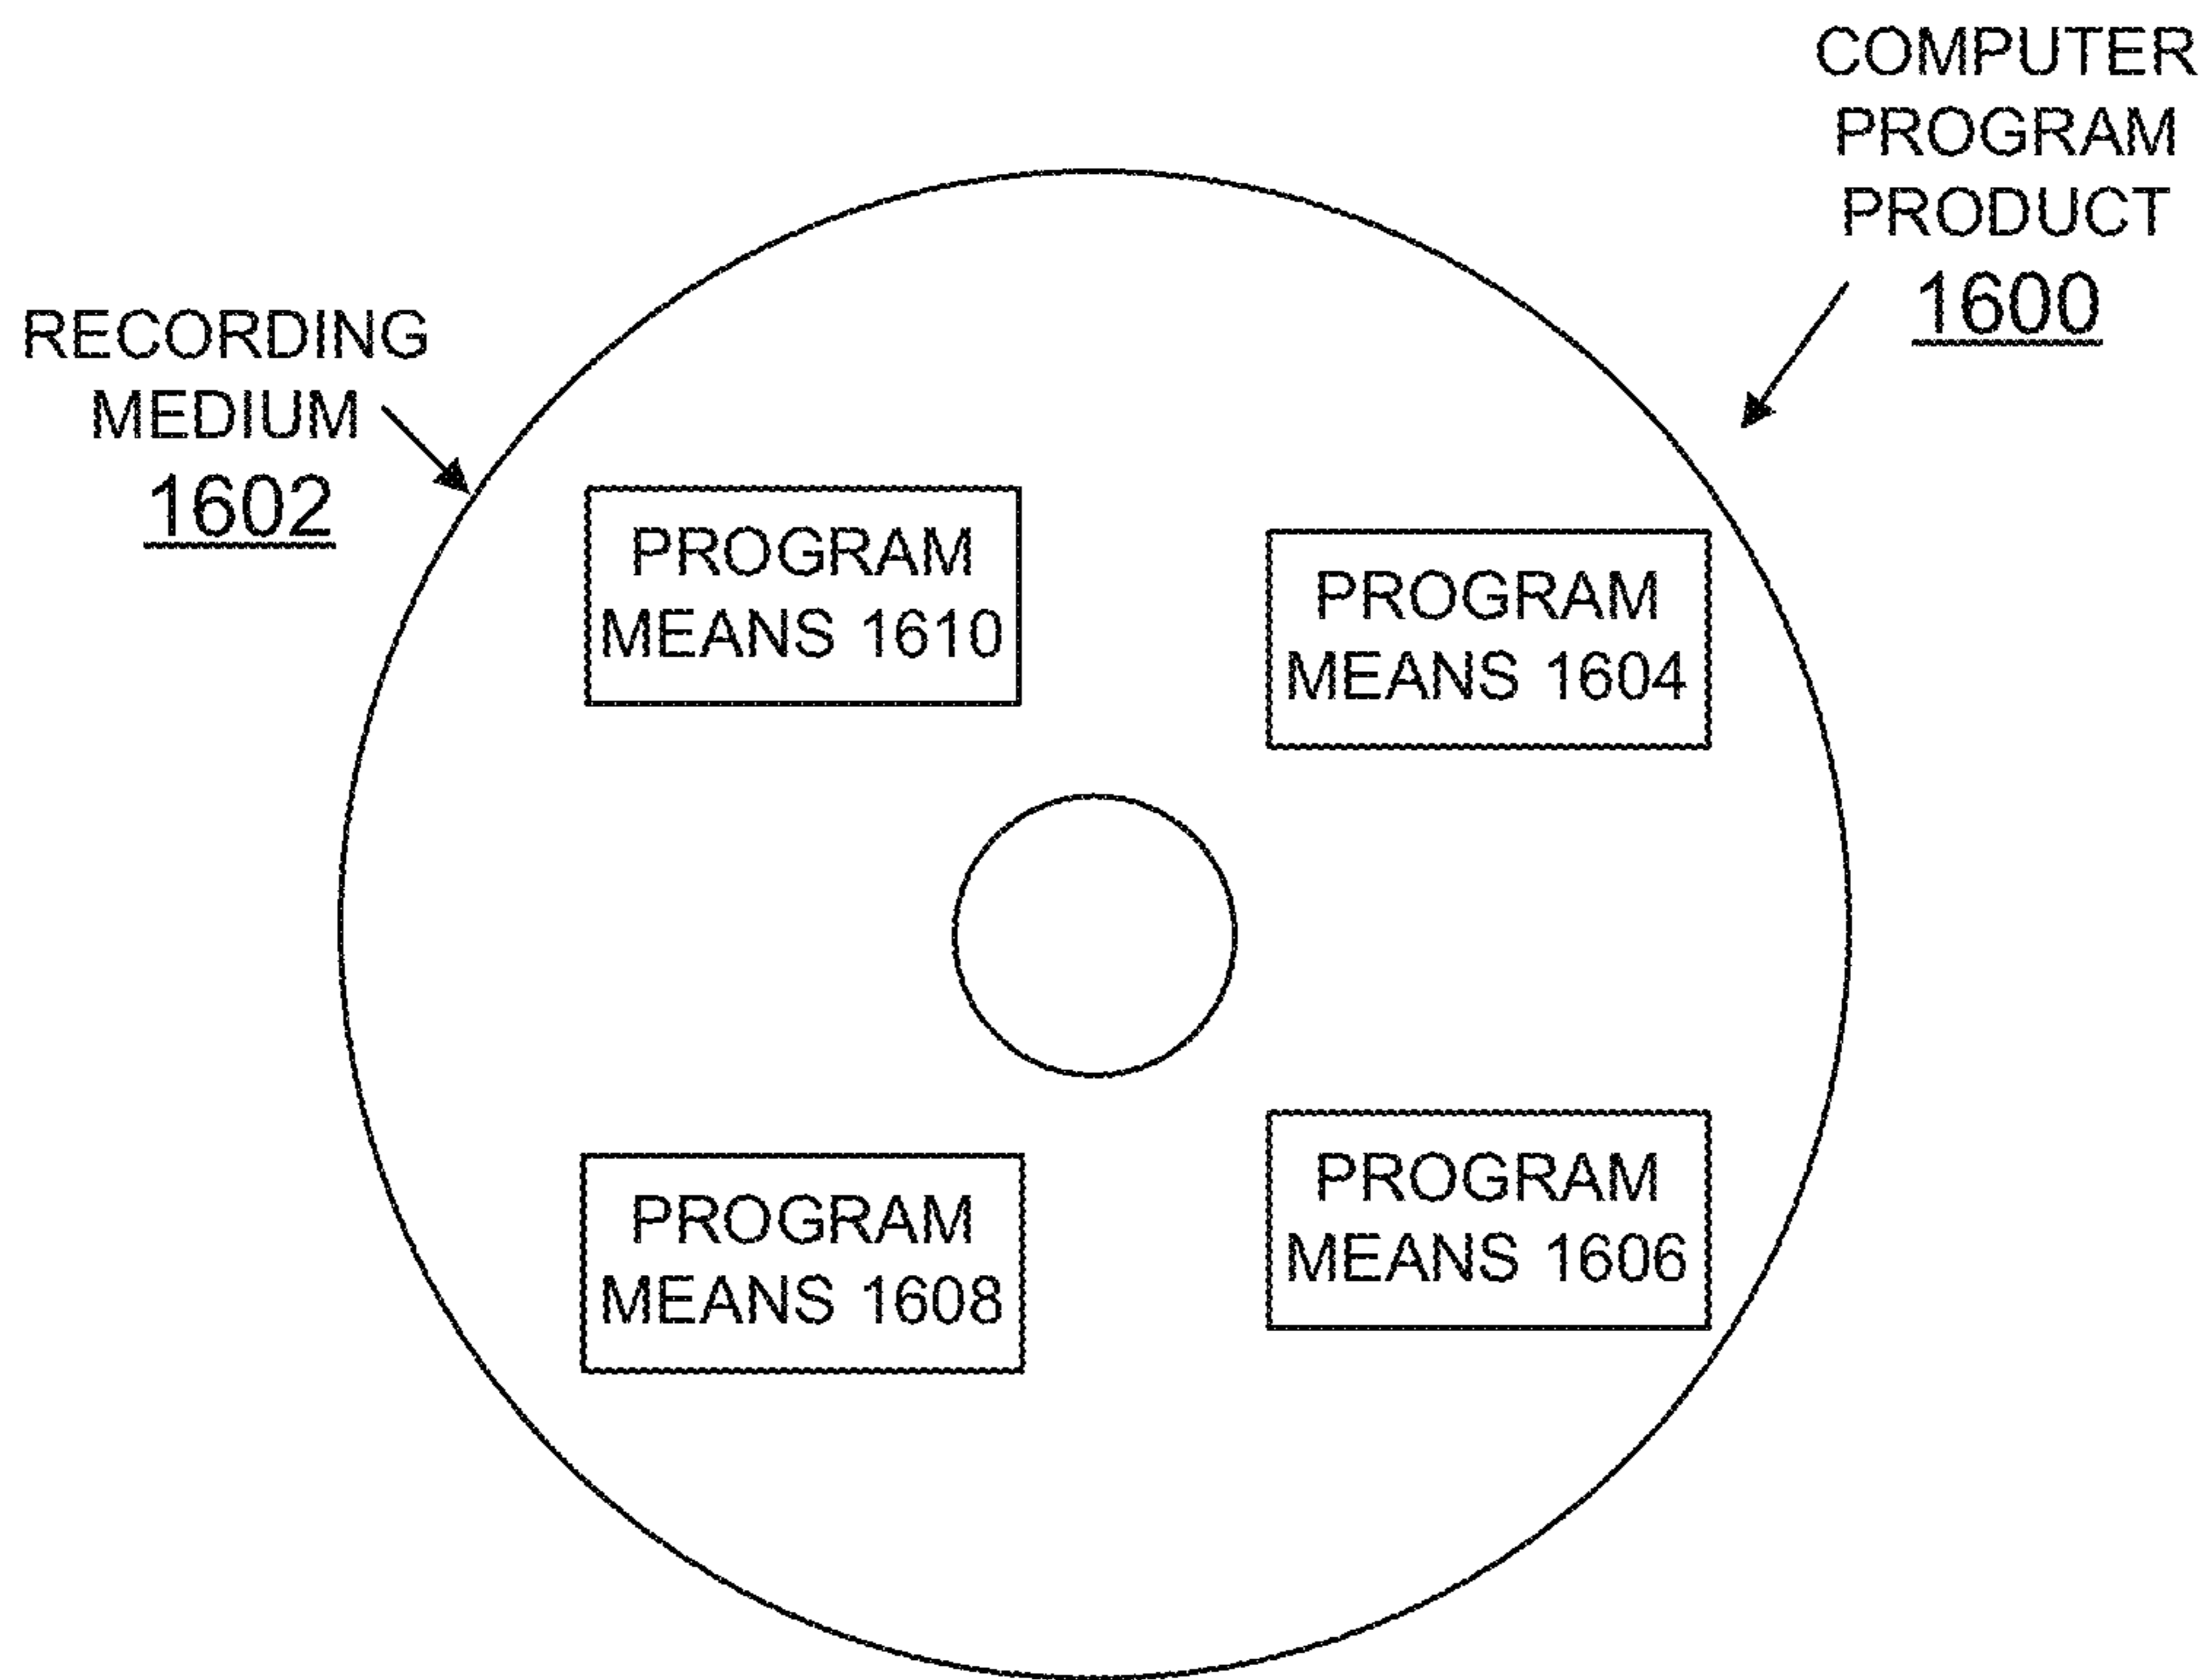 COMPUTER
PROGRAM
PRODUCT
1600
RECORDING
MEDIUM
1602
PROGRAM
MEANS 1610
PROGRAM
MEANS 1604
PROGRAM
MEANS 1608
PROGRAM
MEANS 1606